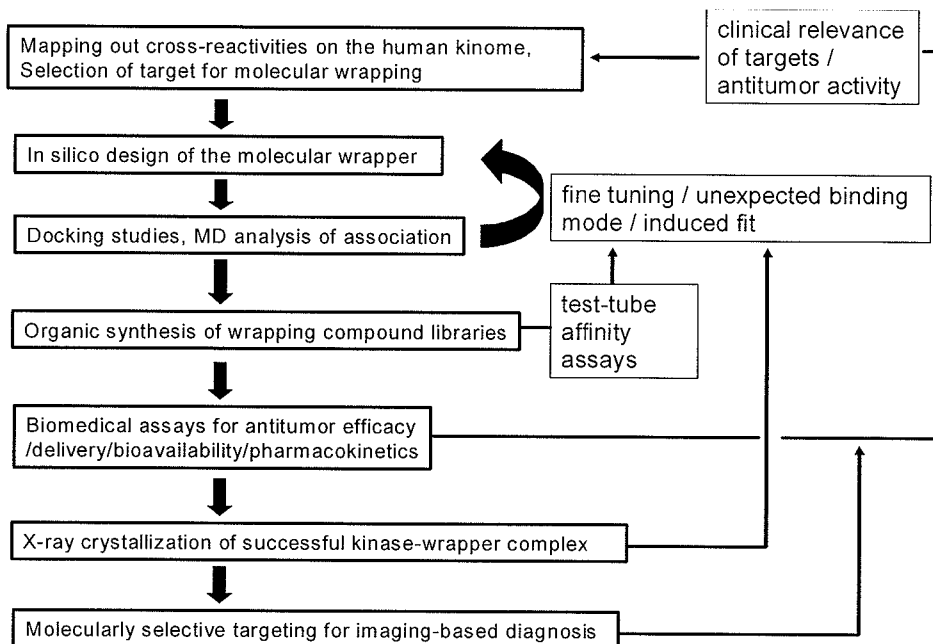 Mapping out cross-reactivities on the human kinome,
Selection of target for molecular wrapping
clinical relevance
of targets /
antitumor activity
In silico design of the molecular wrapper
fine tuning / unexpected binding
mode / induced fit
Docking studies, MD analysis of association
test-tube
affinity
assays
Organic synthesis of wrapping compound libraries
Biomedical assays for antitumor efficacy
/delivery/bioavailability/pharmacokinetics
X-ray crystallization of successful kinase-wrapper complex
Molecularly selective targeting for imaging-based diagnosis